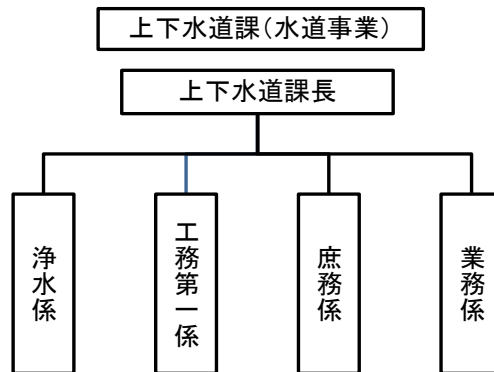 上下水道課(水道事業)
上下水道課長
浄水係
工務第一係
庶務係
業務係